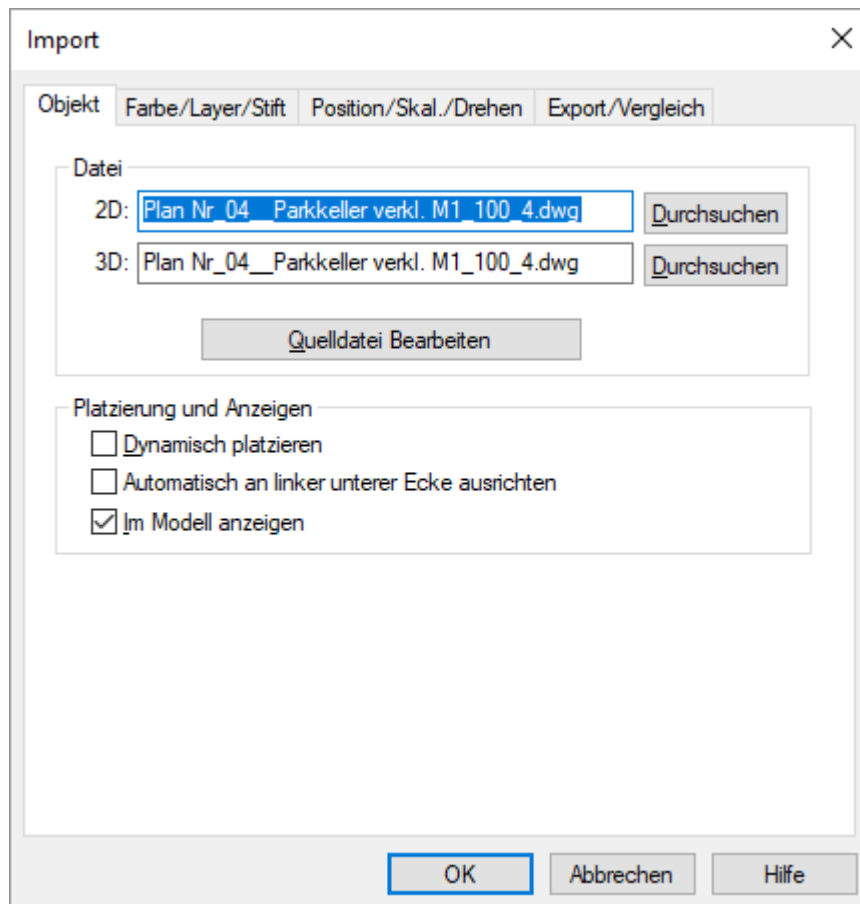 Import
Objekt Farbe/Layer/Stift Position/Skal./Drehen Export/Vergleich
Datei
2D: Plan Nr_04__Parkkeller verkl. M1_100_4.dwg Durchsuchen
3D: Plan Nr_04__Parkkeller verkl. M1_100_4.dwg Durchsuchen
Quelldatei Bearbeiten
Platzierung und Anzeigen
Dynamisch platzieren
Automatisch an linker unterer Ecke ausrichten
Im Modell anzeigen
OK Abbrechen Hilfe